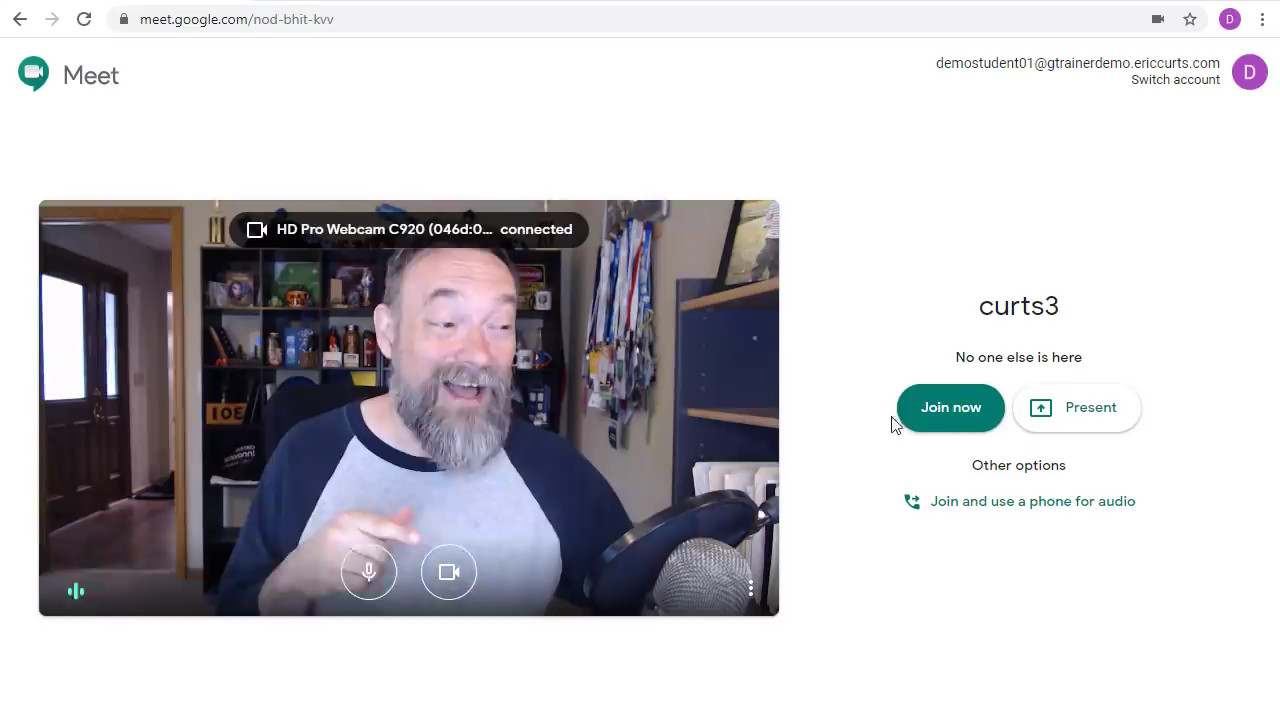 meet.google.com/nod-bhit-kvv
D
Meet
demostudent01@gtrainerdemo.ericcurts.com
Switch account
D
HD Pro Webcam C920 (046d:0... connected
curts3
No one else is here
Join now
Present
Other options
Join and use a phone for audio